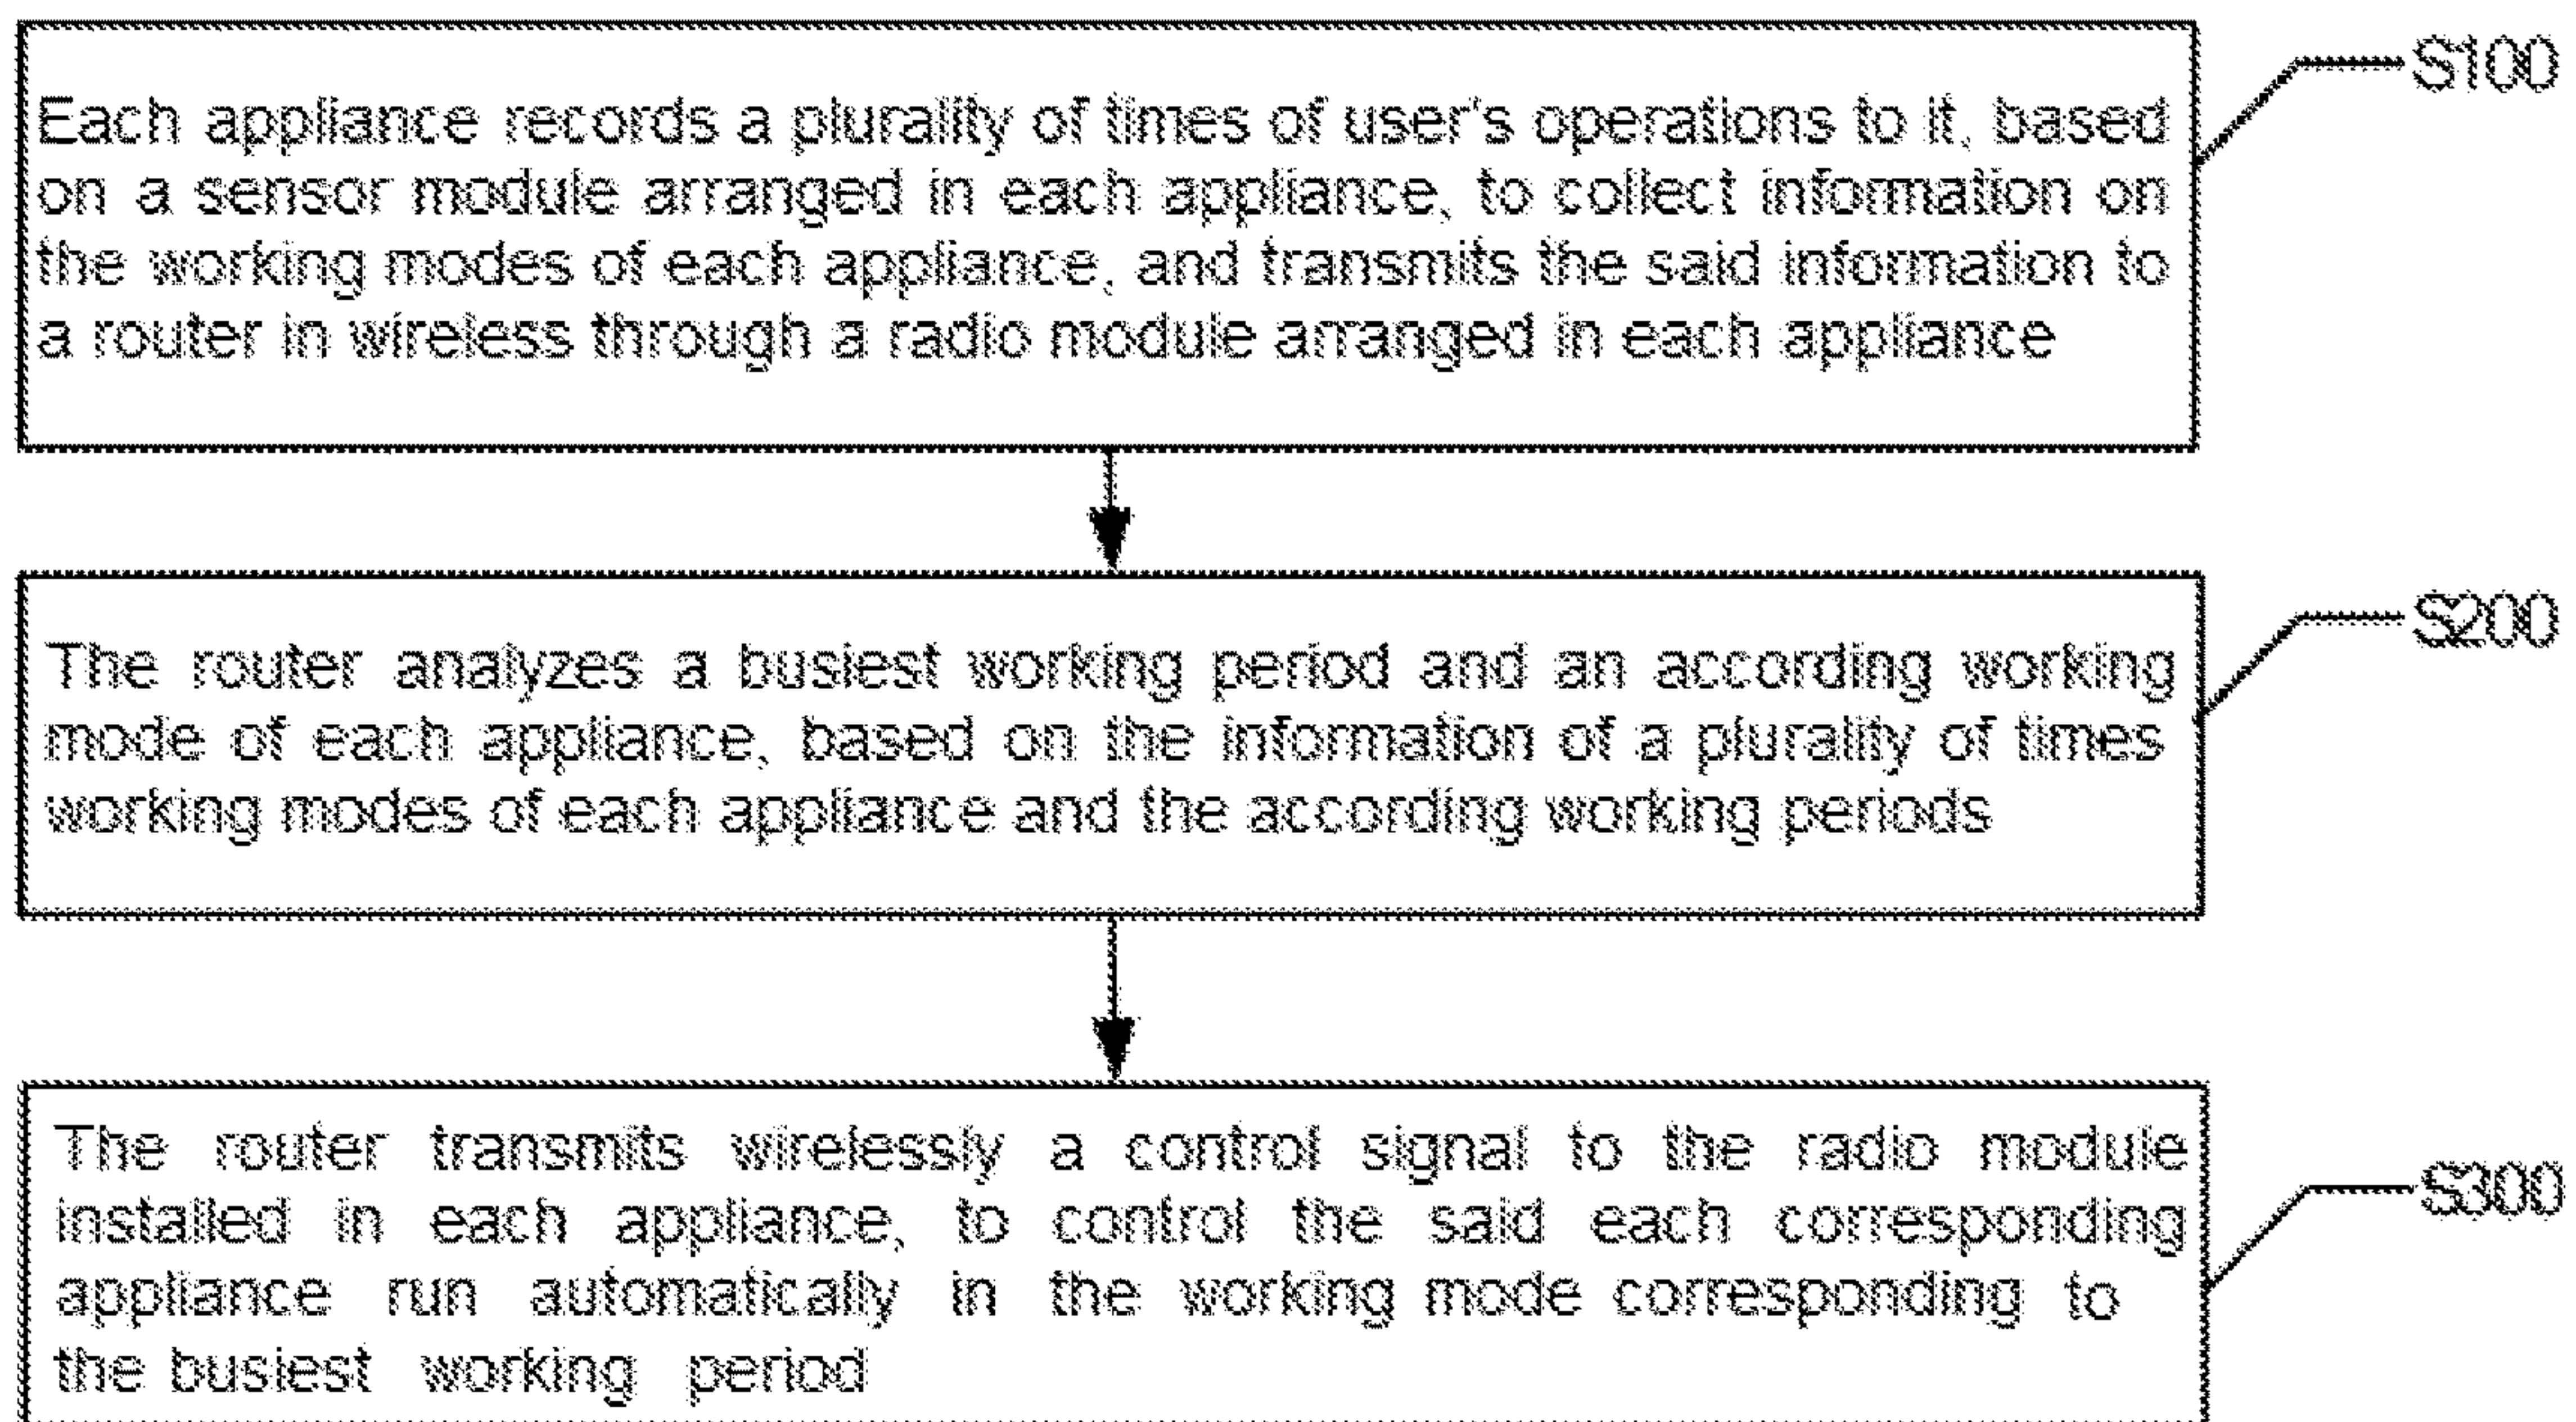 S100
Each appliance records a plurality of times of user's operations to it, based
on a sensor module arranged in each appliance, to collect information on
the working modes of each appliance, and transmits the said information to
a router in wireless through a radio module arranged in each appliance
S200
The router analyzes a busiest working period and an according working
mode of each appliance, based on the information of a plurality of times
working modes of each appliance and the according working periods
The router transmits wirelessly a control signal to the radio module
S300
installed in each appliance, to control the said each corresponding
appliance run automatically in the working mode corresponding to
the busiest working period